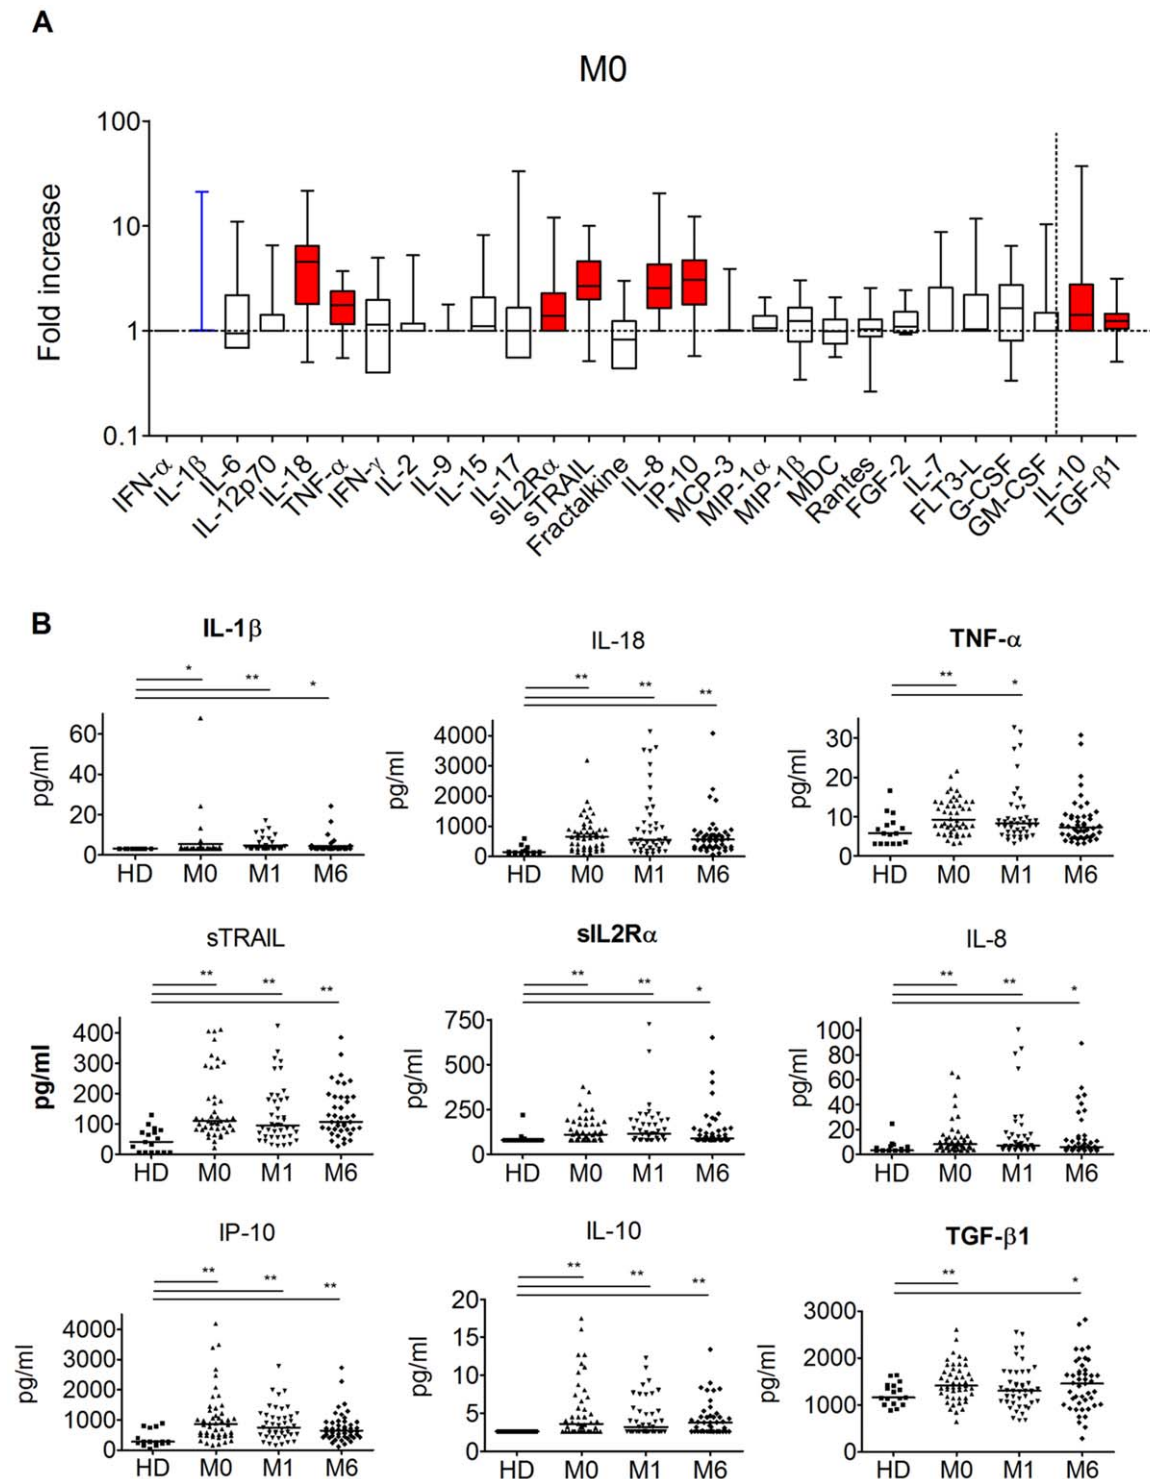 A
M0
Fold increase
100
10
1
0.1
IFN-α IL-1β IL-6 IL-12p70 IL-18 TNF-α IFN-γ IL-2 IL-9 IL-15 IL-17 sIL2Rα sTRAIL Fractalkine IL-8 IP-10 MCP-3 MIP-1α MIP-1β MDC Rantes FGF-2 IL-7 FLT3-L G-CSF GM-CSF IL-10 TGF-β1
B
IL-1β
* ** *
pg/ml
60
40
20
0
HD M0 M1 M6
IL-18
** ** **
pg/ml
4000
3000
2000
1000
0
HD M0 M1 M6
TNF-α
** *
pg/ml
30
20
10
0
HD M0 M1 M6
sTRAIL
** ** **
pg/ml
400
300
200
100
0
HD M0 M1 M6
sIL2Rα
** ** *
pg/ml
750
500
250
0
HD M0 M1 M6
IL-8
** ** *
pg/ml
100
80
60
40
20
0
HD M0 M1 M6
IP-10
** ** **
pg/ml
4000
3000
2000
1000
0
HD M0 M1 M6
IL-10
** ** **
pg/ml
20
15
10
5
0
HD M0 M1 M6
TGF-β1
** *
pg/ml
3000
2000
1000
0
HD M0 M1 M6